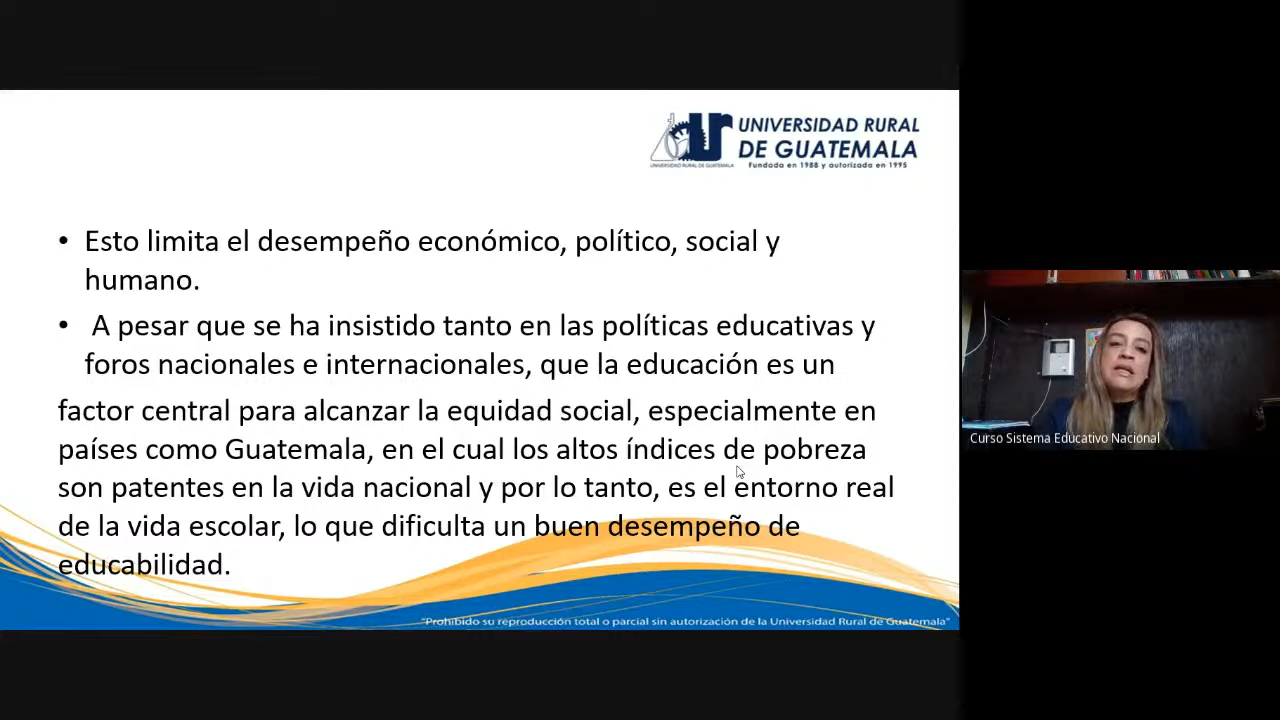 UNIVERSIDAD RURAL
DE GUATEMALA
Fundada en 1988 y autorizada en 1995
UNIVERSIDAD RURAL DE GUATEMALA
• Esto limita el desempeño económico, político, social y
humano.
• A pesar que se ha insistido tanto en las políticas educativas y
foros nacionales e internacionales, que la educación es un
factor central para alcanzar la equidad social, especialmente en
países como Guatemala, en el cual los altos índices de pobreza
son patentes en la vida nacional y por lo tanto, es el entorno real
de la vida escolar, lo que dificulta un buen desempeño de
educabilidad.
"Prohibido su reproducción total o parcial sin autorización de la Universidad Rural de Guatemala"
Curso Sistema Educativo Nacional